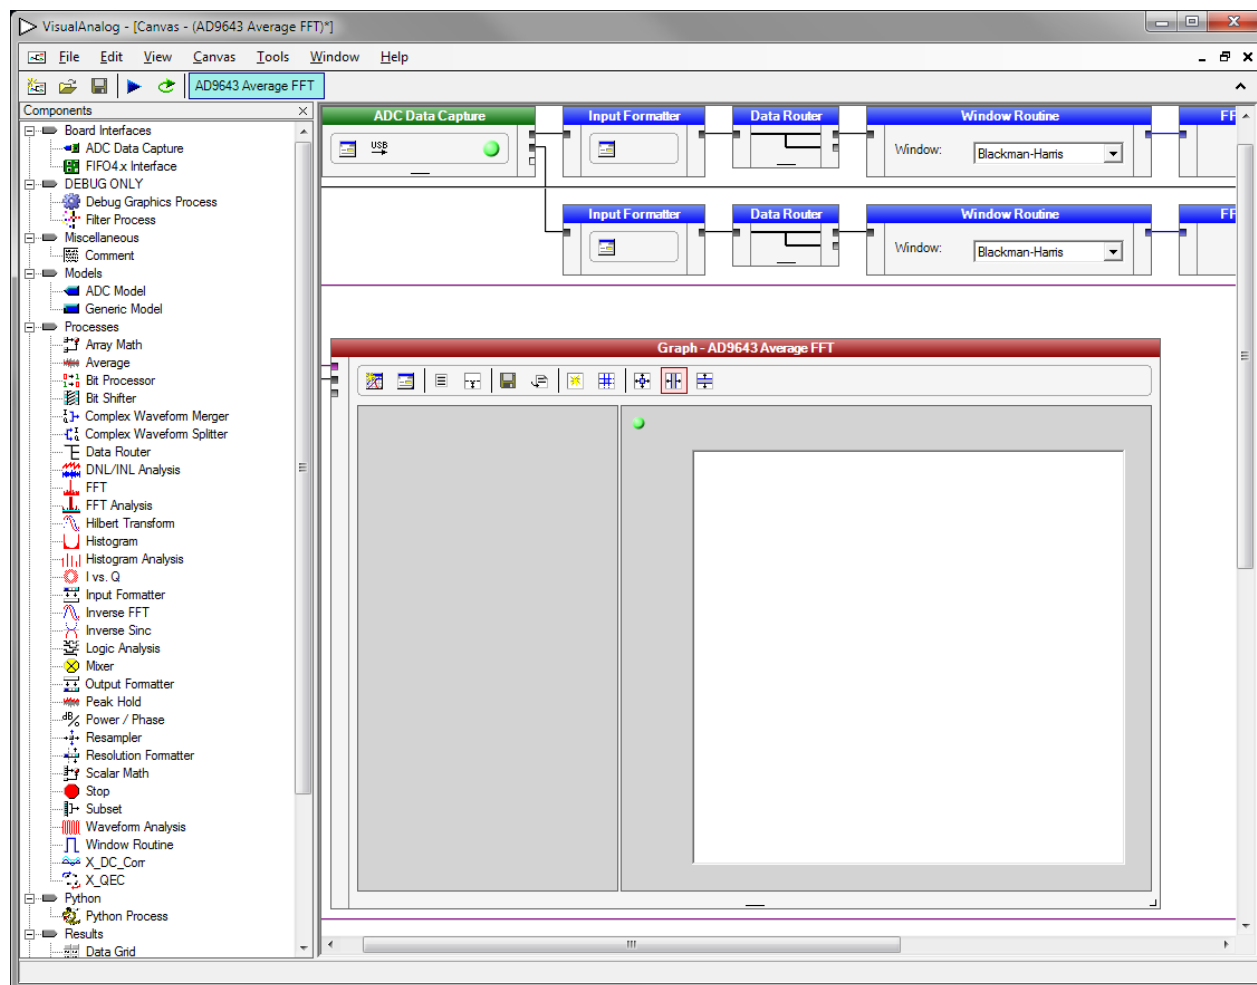 VisualAnalog - [Canvas - (AD9643 Average FFT)*]
File Edit View Canvas Tools Window Help
AD9643 Average FFT
Components
Board Interfaces
ADC Data Capture
FIFO4.x Interface
DEBUG ONLY
Debug Graphics Process
Filter Process
Miscellaneous
Comment
Models
ADC Model
Generic Model
Processes
Array Math
Average
Bit Processor
Bit Shifter
Complex Waveform Merger
Complex Waveform Splitter
Data Router
DNL/INL Analysis
FFT
FFT Analysis
Hilbert Transform
Histogram
Histogram Analysis
I vs. Q
Input Formatter
Inverse FFT
Inverse Sinc
Logic Analysis
Mixer
Output Formatter
Peak Hold
Power / Phase
Resampler
Resolution Formatter
Scalar Math
Stop
Subset
Waveform Analysis
Window Routine
X_DC_Corr
X_QEC
Python
Python Process
Results
Data Grid
ADC Data Capture Input Formatter Data Router Window Routine FF
USB
Window: Blackman-Harris
Input Formatter Data Router Window Routine FF
Window: Blackman-Harris
Graph - AD9643 Average FFT